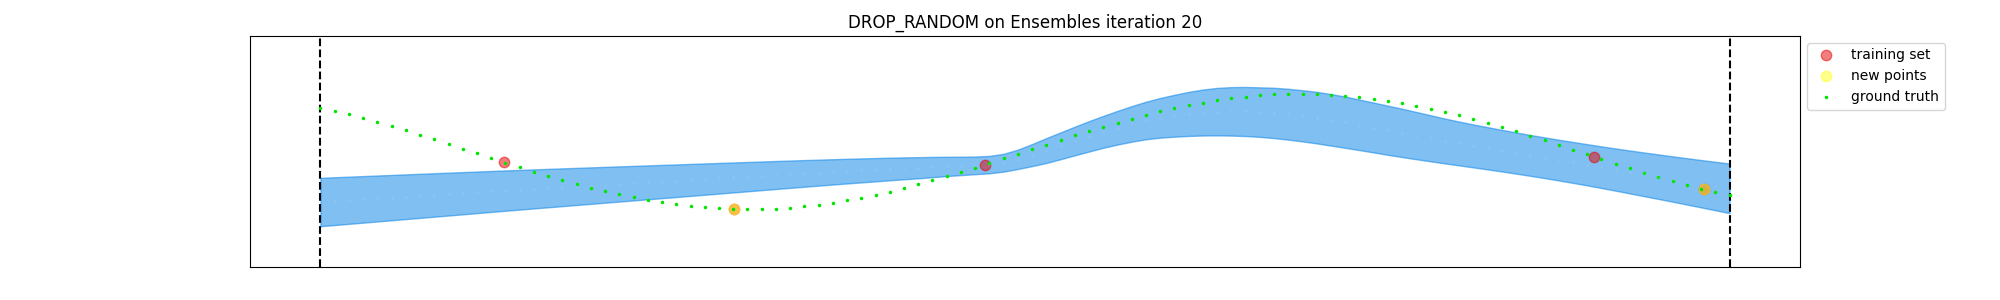 DROP_RANDOM on Ensembles iteration 20
training set
new points
ground truth